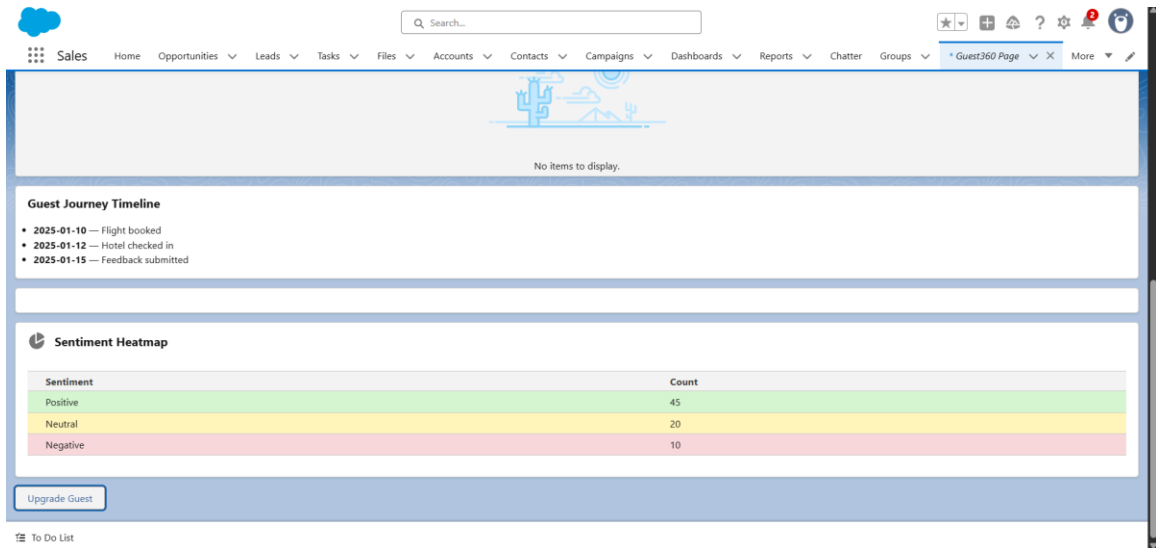 Search...
2
Sales Home Opportunities Leads Tasks Files Accounts Contacts Campaigns Dashboards Reports Chatter Groups * Guest360 Page More
No items to display.
Guest Journey Timeline
• 2025-01-10 — Flight booked
• 2025-01-12 — Hotel checked in
• 2025-01-15 — Feedback submitted
Sentiment Heatmap
Sentiment Count
Positive 45
Neutral 20
Negative 10
Upgrade Guest
To Do List